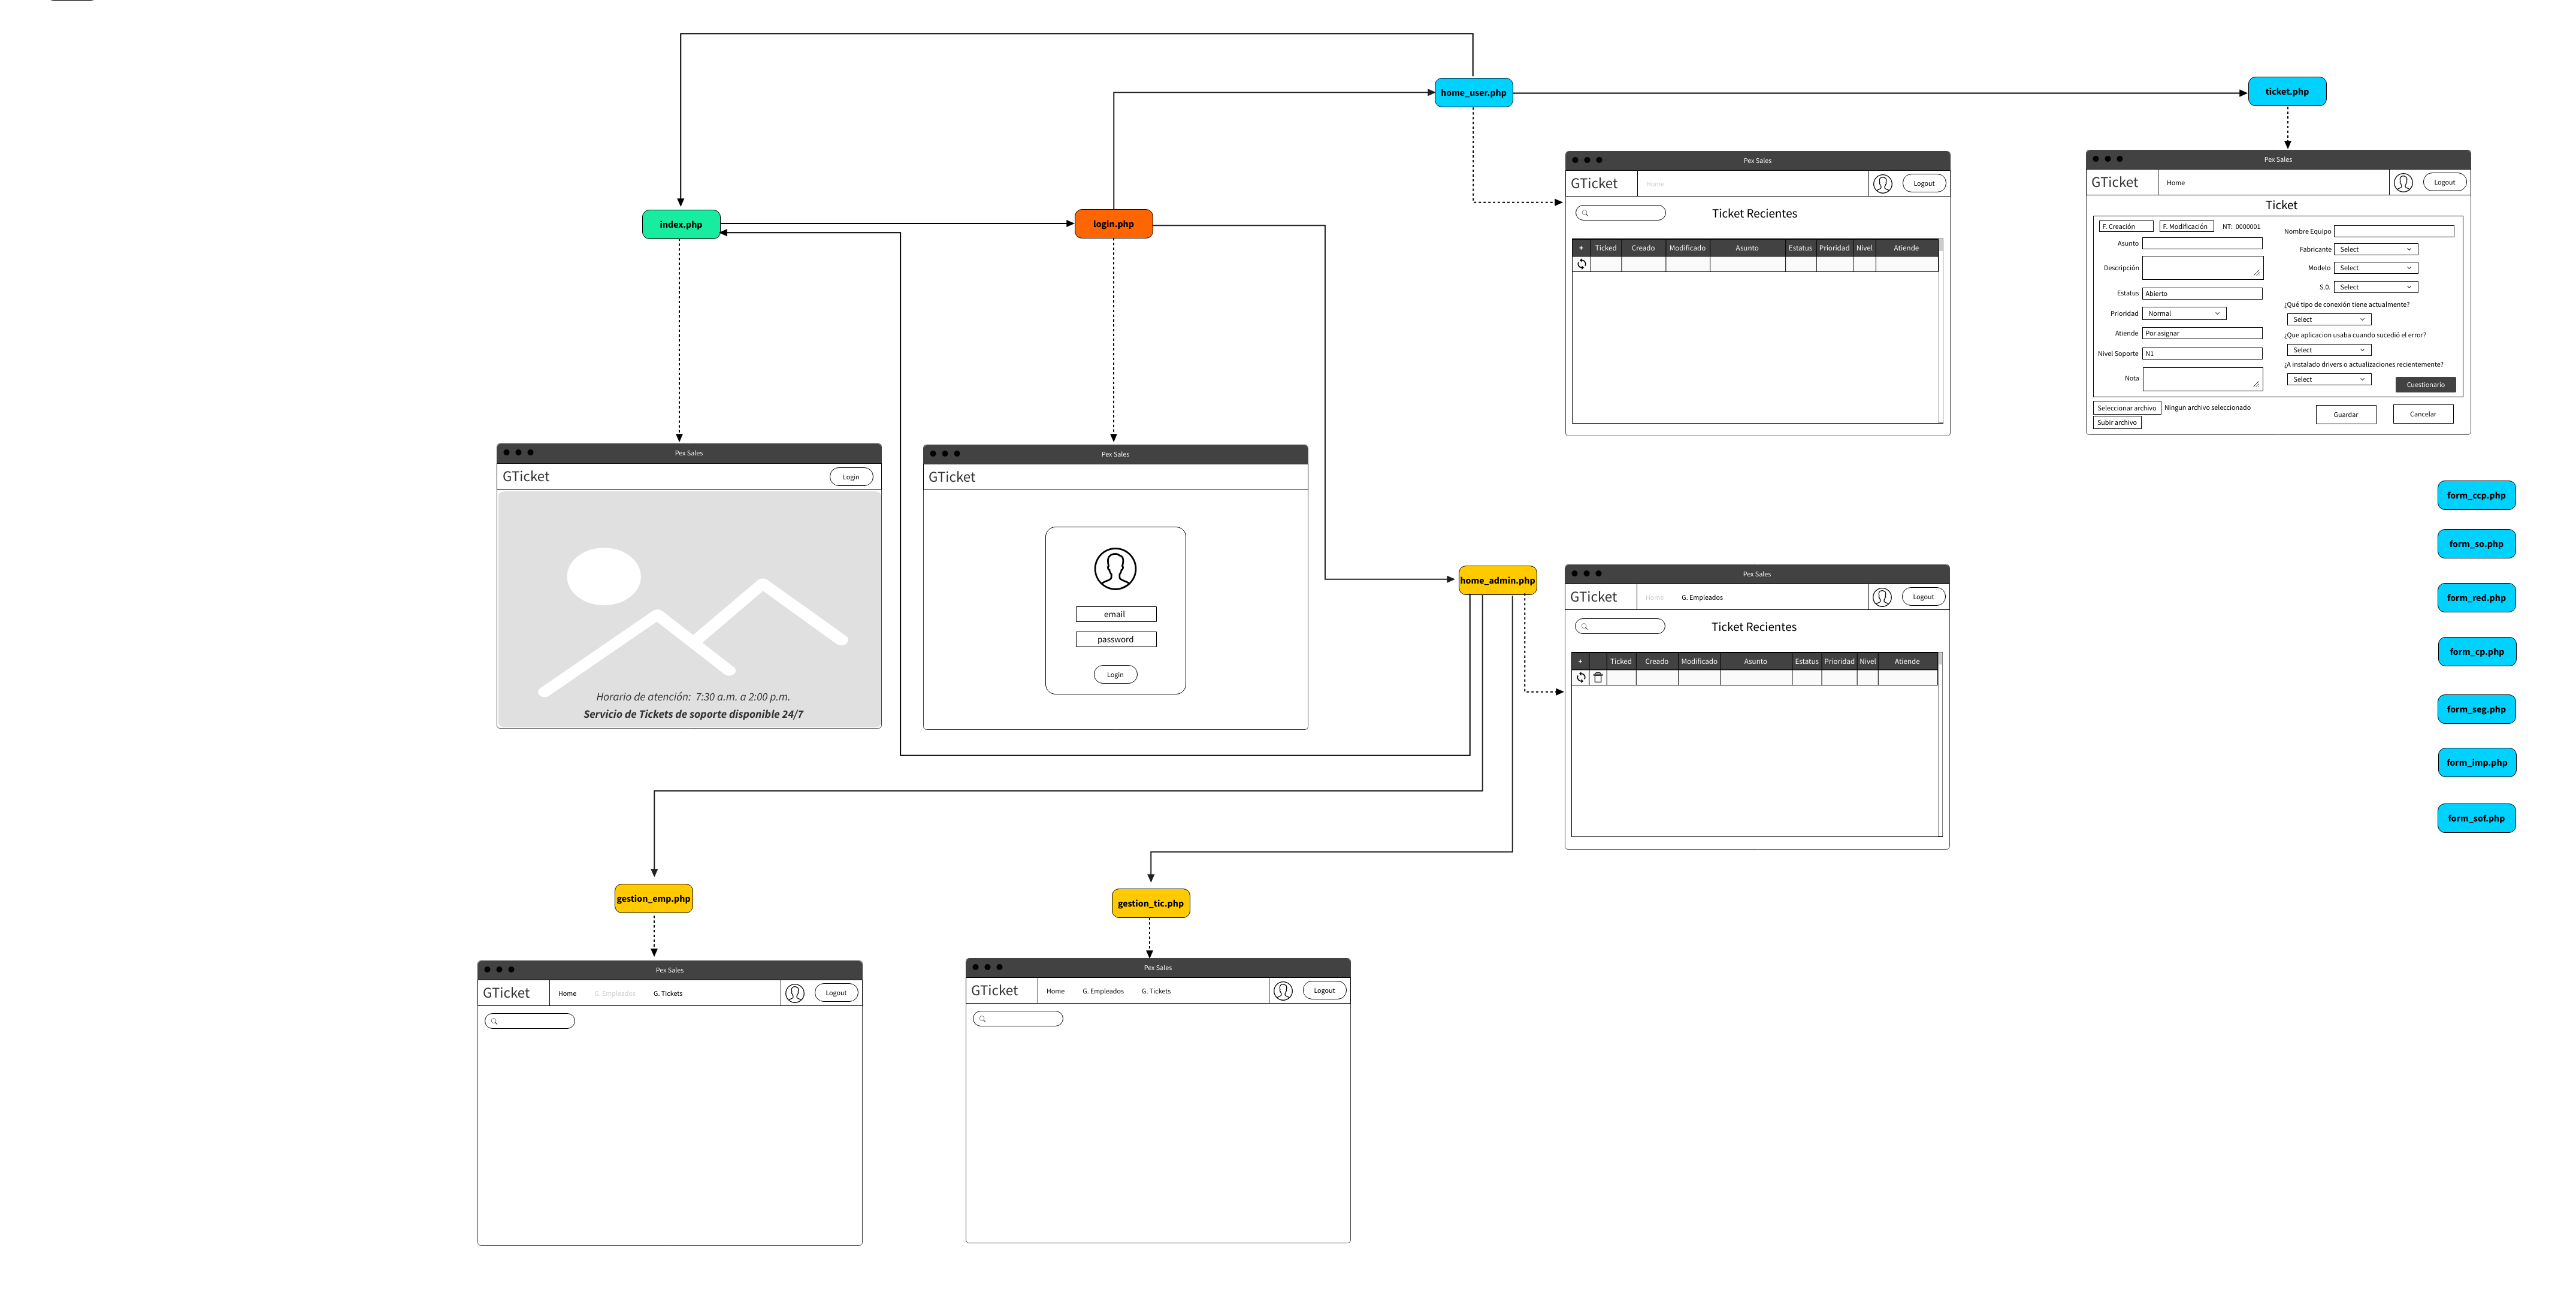 home_user.php
ticket.php
index.php
login.php
Pex Sales
GTicket
Home
Logout
Ticket Recientes
+ Ticked Creado Modificado Asunto Estatus Prioridad Nivel Atiende
Pex Sales
GTicket
Home
Logout
Ticket
F. Creación
F. Modificación
NT: 0000001
Asunto
Descripción
Estatus
Abierto
Prioridad
Normal
Atiende
Por asignar
Nivel Soporte
N1
Nota
Nombre Equipo
Fabricante
Select
Modelo
Select
S.0.
Select
¿Qué tipo de conexión tiene actualmente?
Select
¿Que aplicacion usaba cuando sucedió el error?
Select
¿A instalado drivers o actualizaciones recientemente?
Select
Cuestionario
Seleccionar archivo
Ningun archivo seleccionado
Subir archivo
Guardar
Cancelar
Pex Sales
GTicket
Login
Horario de atención: 7:30 a.m. a 2:00 p.m.
Servicio de Tickets de soporte disponible 24/7
Pex Sales
GTicket
email
password
Login
home_admin.php
Pex Sales
GTicket
Home
G. Empleados
Logout
Ticket Recientes
+ Ticked Creado Modificado Asunto Estatus Prioridad Nivel Atiende
form_ccp.php
form_so.php
form_red.php
form_cp.php
form_seg.php
form_imp.php
form_sof.php
gestion_emp.php
gestion_tic.php
Pex Sales
GTicket
Home
G. Empleados
G. Tickets
Logout
Pex Sales
GTicket
Home
G. Empleados
G. Tickets
Logout